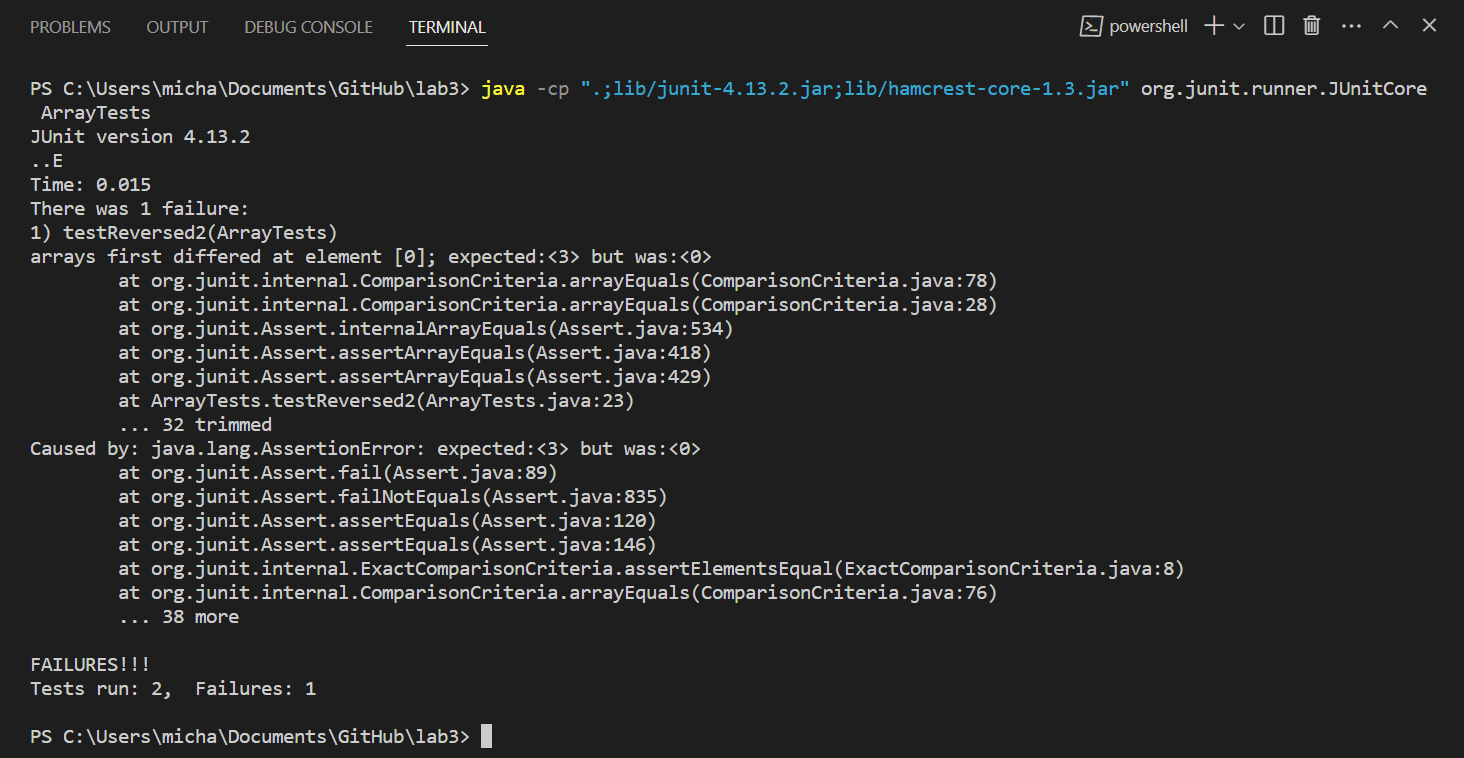 PROBLEMS OUTPUT DEBUG CONSOLE TERMINAL powershell
PS C:\Users\micha\Documents\GitHub\lab3> java -cp ".;lib/junit-4.13.2.jar;lib/hamcrest-core-1.3.jar" org.junit.runner.JUnitCore
 ArrayTests
JUnit version 4.13.2
..E
Time: 0.015
There was 1 failure:
1) testReversed2(ArrayTests)
arrays first differed at element [0]; expected:<3> but was:<0>
        at org.junit.internal.ComparisonCriteria.arrayEquals(ComparisonCriteria.java:78)
        at org.junit.internal.ComparisonCriteria.arrayEquals(ComparisonCriteria.java:28)
        at org.junit.Assert.internalArrayEquals(Assert.java:534)
        at org.junit.Assert.assertArrayEquals(Assert.java:418)
        at org.junit.Assert.assertArrayEquals(Assert.java:429)
        at ArrayTests.testReversed2(ArrayTests.java:23)
        ... 32 trimmed
Caused by: java.lang.AssertionError: expected:<3> but was:<0>
        at org.junit.Assert.fail(Assert.java:89)
        at org.junit.Assert.failNotEquals(Assert.java:835)
        at org.junit.Assert.assertEquals(Assert.java:120)
        at org.junit.Assert.assertEquals(Assert.java:146)
        at org.junit.internal.ExactComparisonCriteria.assertElementsEqual(ExactComparisonCriteria.java:8)
        at org.junit.internal.ComparisonCriteria.arrayEquals(ComparisonCriteria.java:76)
        ... 38 more
FAILURES!!!
Tests run: 2,  Failures: 1
PS C:\Users\micha\Documents\GitHub\lab3>